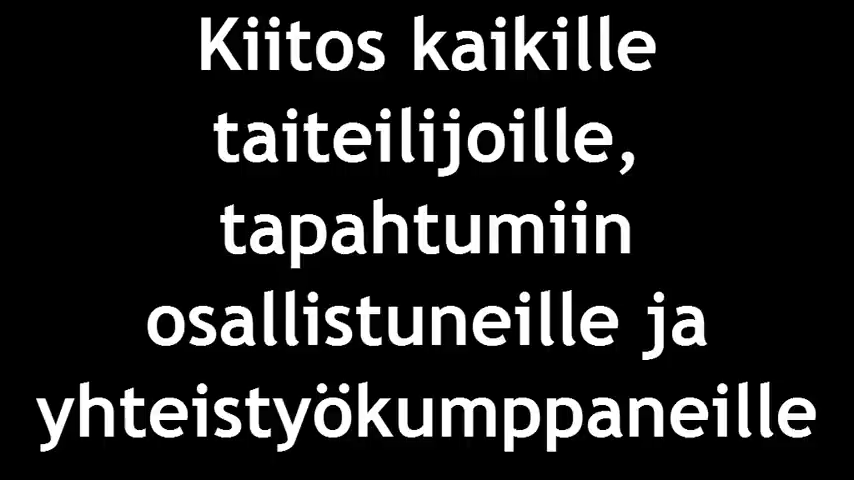 Kiitos kaikille
taiteilijoille,
tapahtumiin
osallistuneille ja
yhteistyökumppaneille